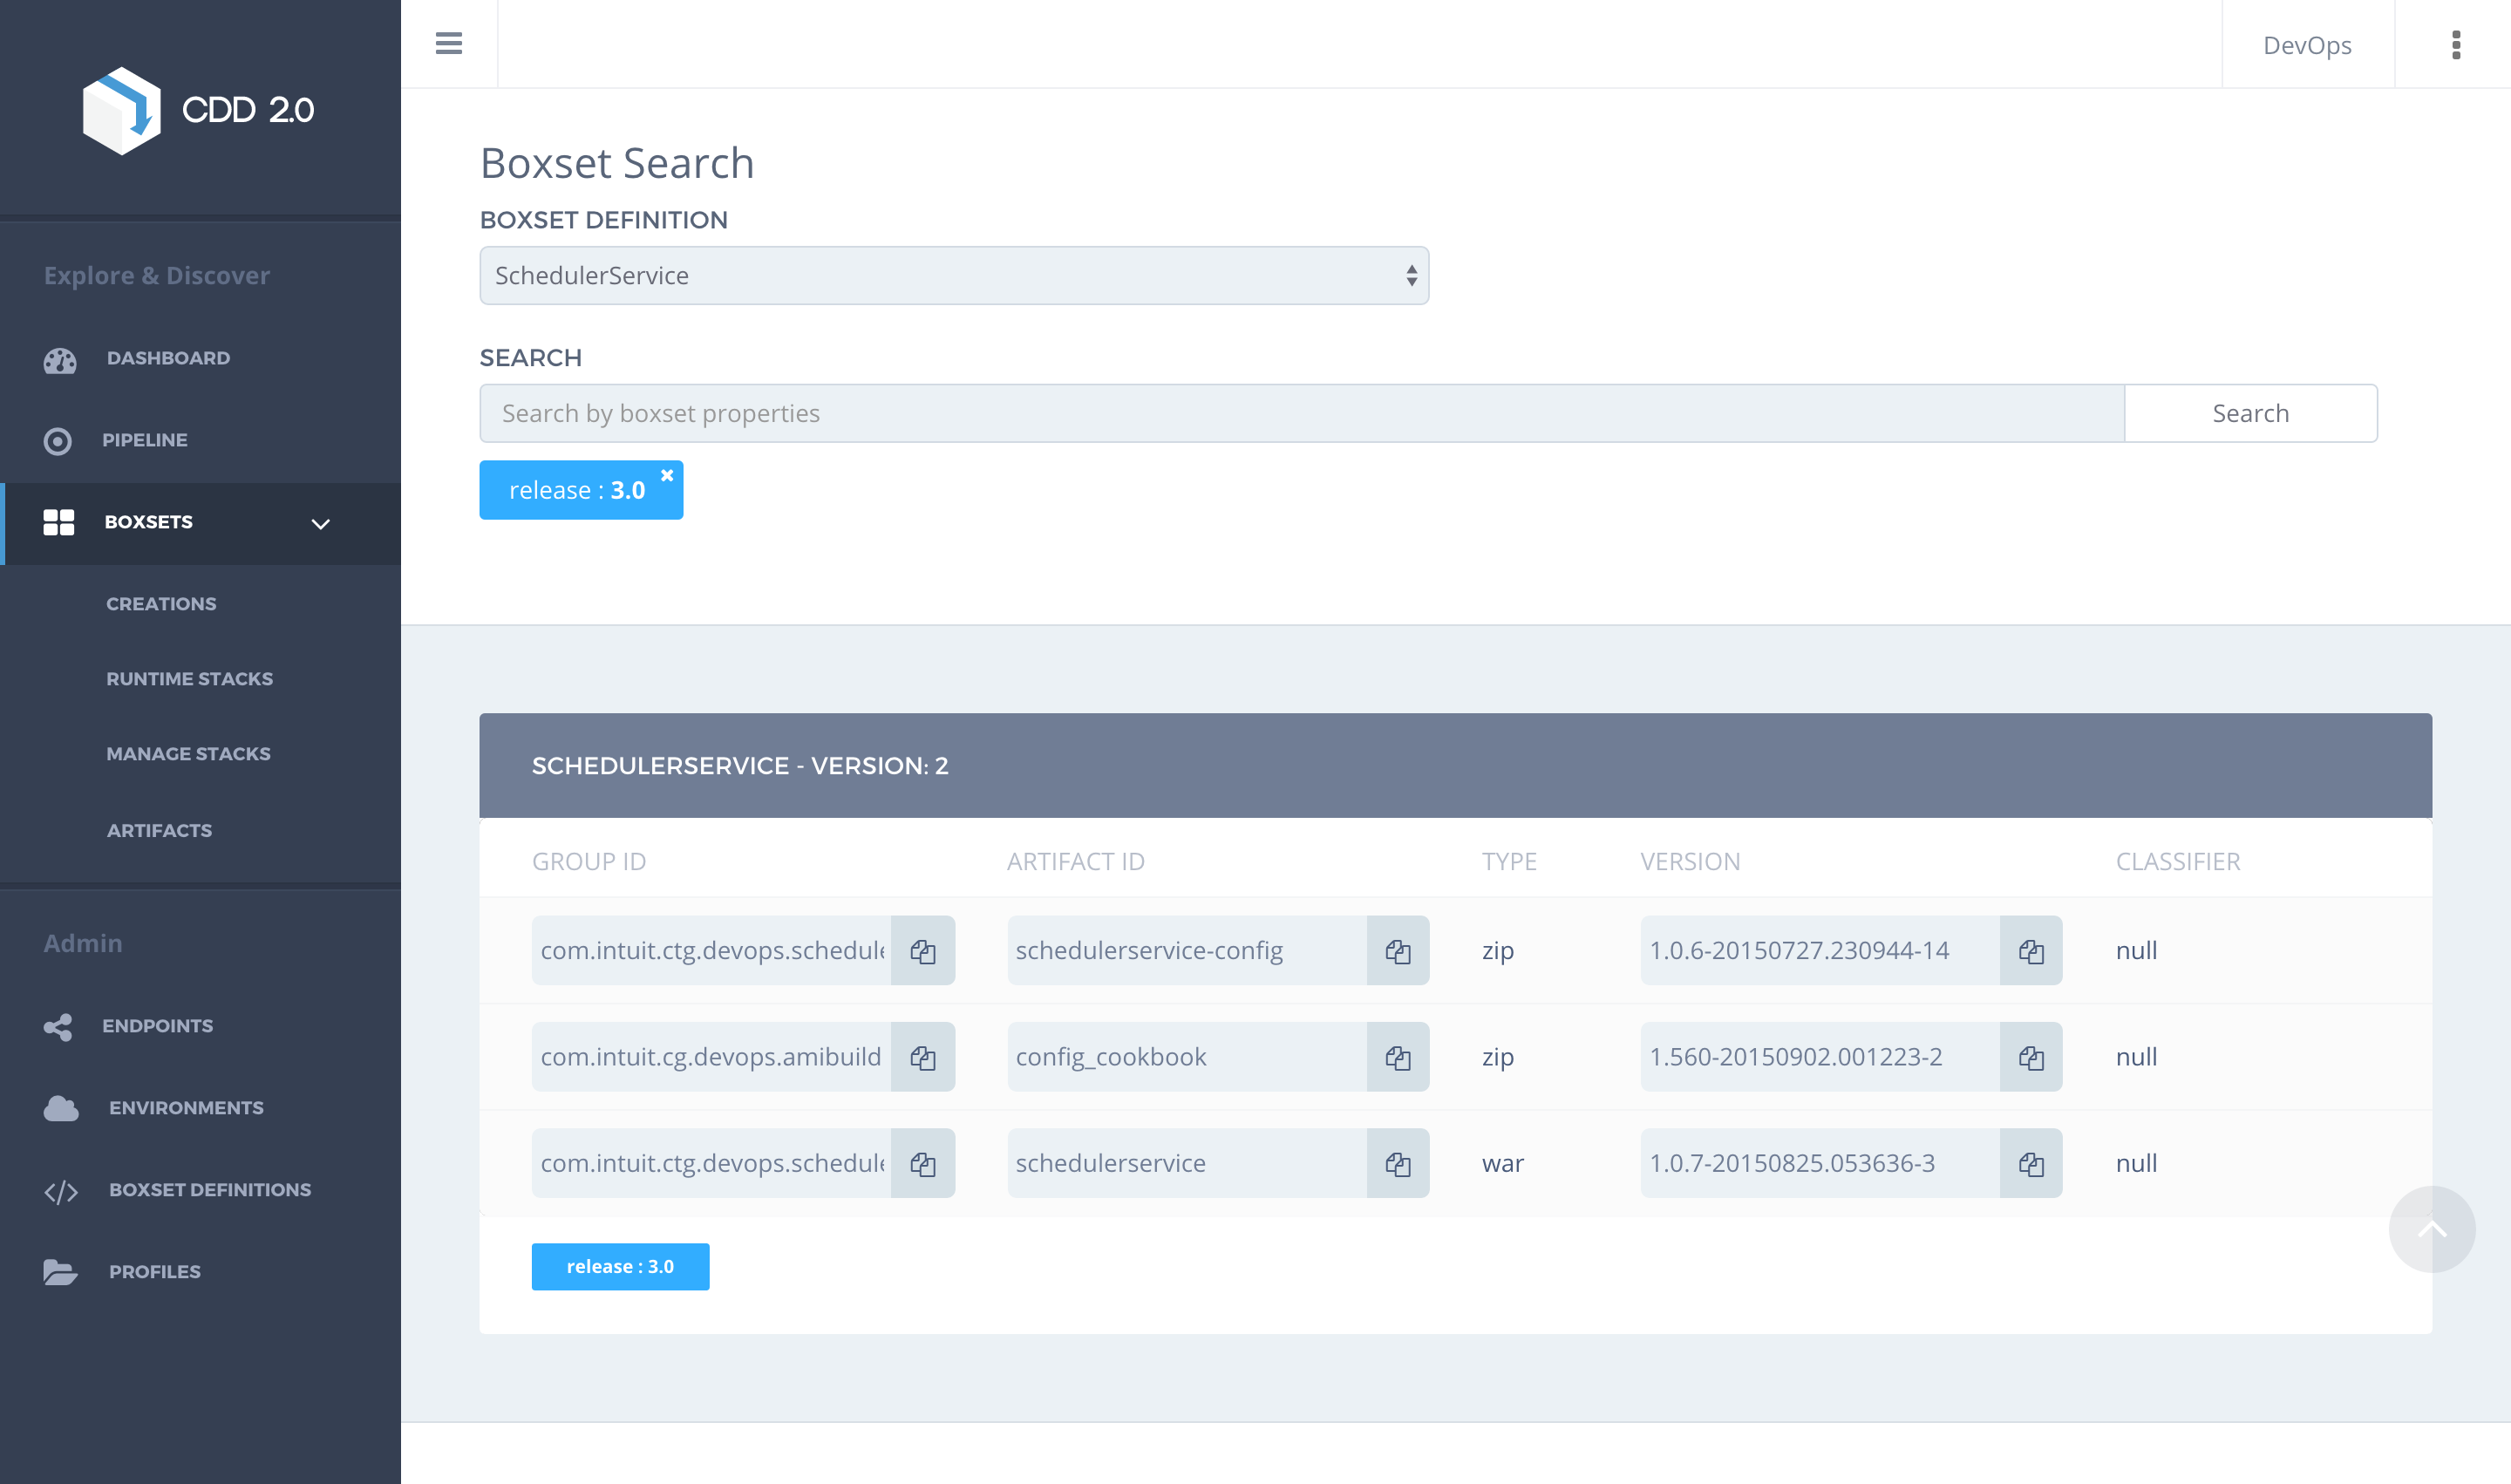 CDD 2.0
DevOps
Explore & Discover
DASHBOARD
PIPELINE
BOXSETS
CREATIONS
RUNTIME STACKS
MANAGE STACKS
ARTIFACTS
Admin
ENDPOINTS
ENVIRONMENTS
BOXSET DEFINITIONS
PROFILES
Boxset Search
BOXSET DEFINITION
SchedulerService
SEARCH
Search by boxset properties Search
release : 3.0
SCHEDULERSERVICE - VERSION: 2
GROUP ID ARTIFACT ID TYPE VERSION CLASSIFIER
com.intuit.ctg.devops.schedule schedulerservice-config zip 1.0.6-20150727.230944-14 null
com.intuit.cg.devops.amibuild config_cookbook zip 1.560-20150902.001223-2 null
com.intuit.ctg.devops.schedule schedulerservice war 1.0.7-20150825.053636-3 null
release : 3.0